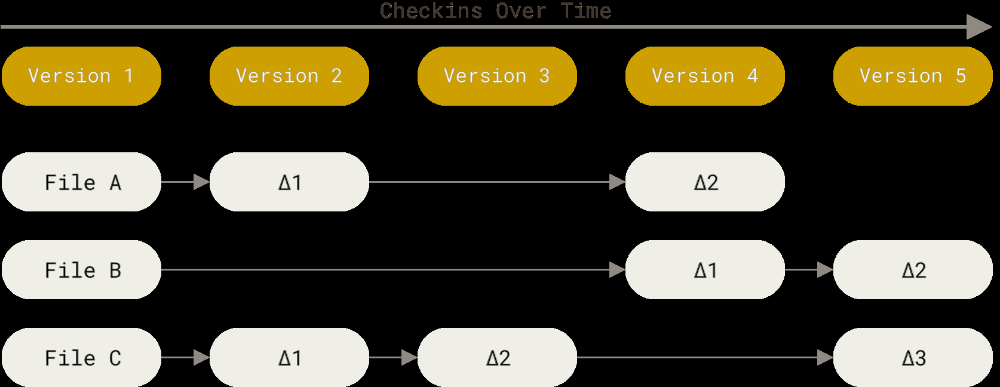 Checkins Over Time
Version 1 Version 2 Version 3 Version 4 Version 5
File A Δ1 Δ2
File B Δ1 Δ2
File C Δ1 Δ2 Δ3